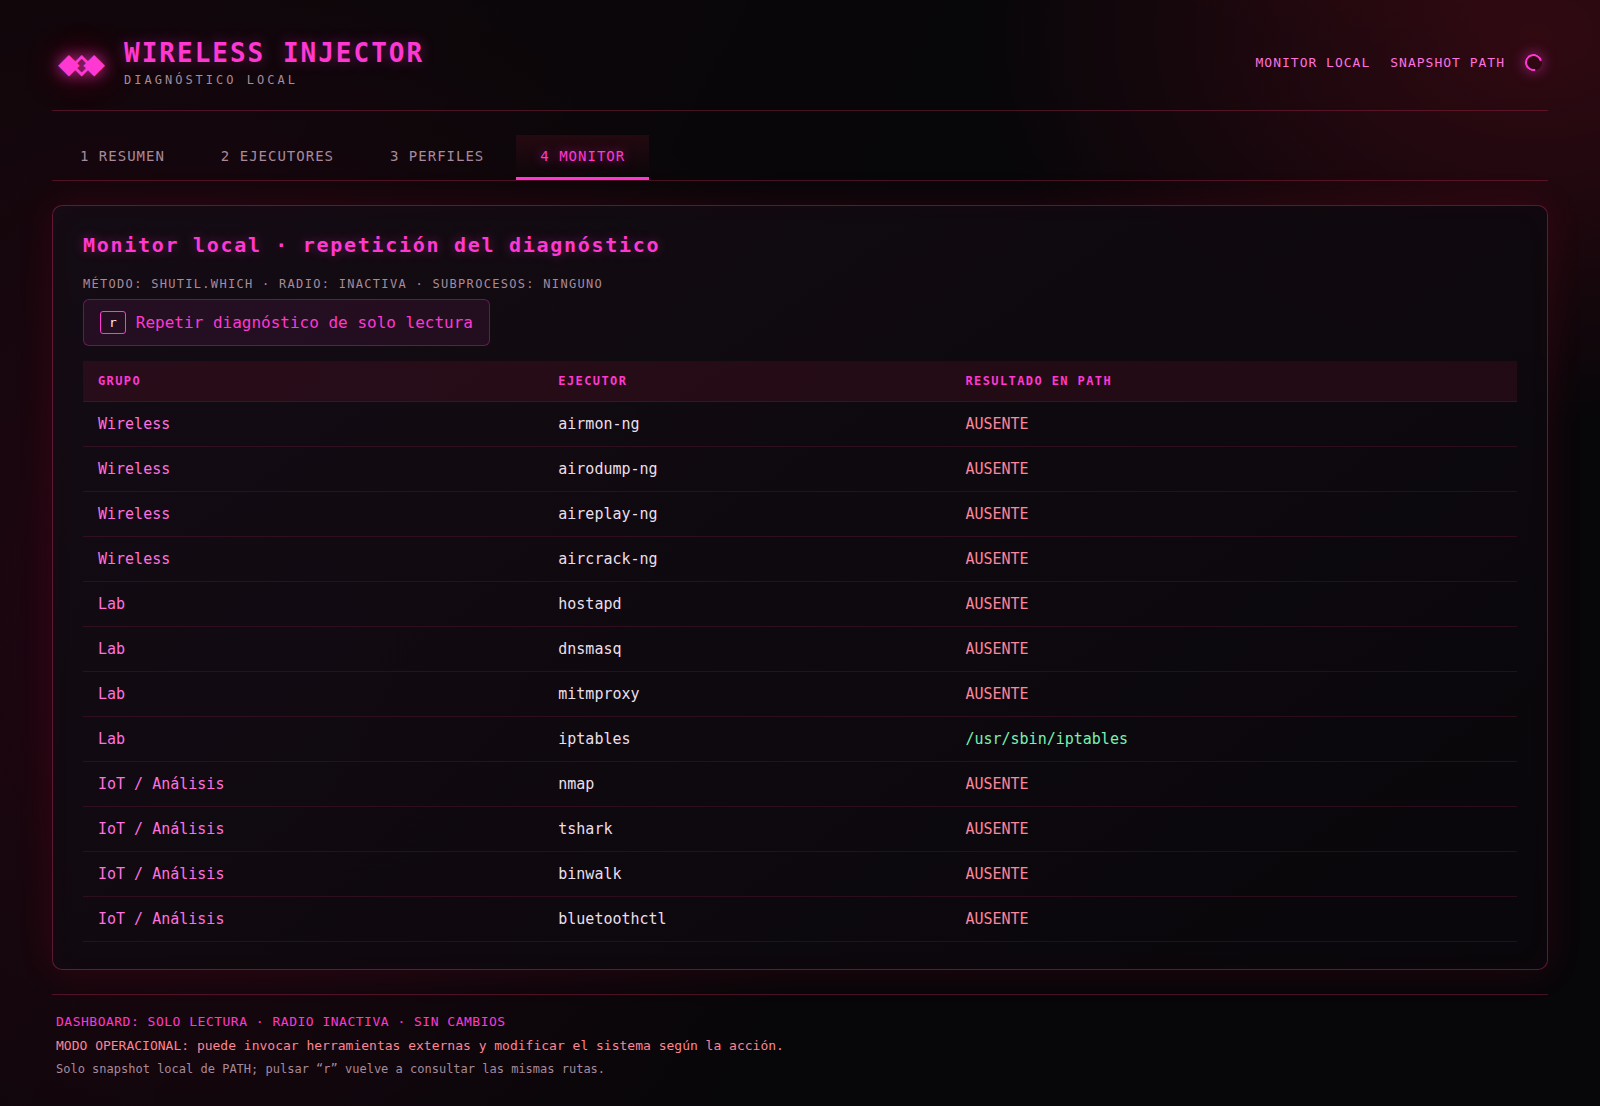 WIRELESS INJECTOR
DIAGNÓSTICO LOCAL
MONITOR LOCAL SNAPSHOT PATH
1 RESUMEN 2 EJECUTORES 3 PERFILES 4 MONITOR
Monitor local · repetición del diagnóstico
MÉTODO: SHUTIL.WHICH · RADIO: INACTIVA · SUBPROCESOS: NINGUNO
r Repetir diagnóstico de solo lectura
GRUPO EJECUTOR RESULTADO EN PATH
Wireless airmon-ng AUSENTE
Wireless airodump-ng AUSENTE
Wireless aireplay-ng AUSENTE
Wireless aircrack-ng AUSENTE
Lab hostapd AUSENTE
Lab dnsmasq AUSENTE
Lab mitmproxy AUSENTE
Lab iptables /usr/sbin/iptables
IoT / Análisis nmap AUSENTE
IoT / Análisis tshark AUSENTE
IoT / Análisis binwalk AUSENTE
IoT / Análisis bluetoothctl AUSENTE
DASHBOARD: SOLO LECTURA · RADIO INACTIVA · SIN CAMBIOS
MODO OPERACIONAL: puede invocar herramientas externas y modificar el sistema según la acción.
Solo snapshot local de PATH; pulsar “r” vuelve a consultar las mismas rutas.